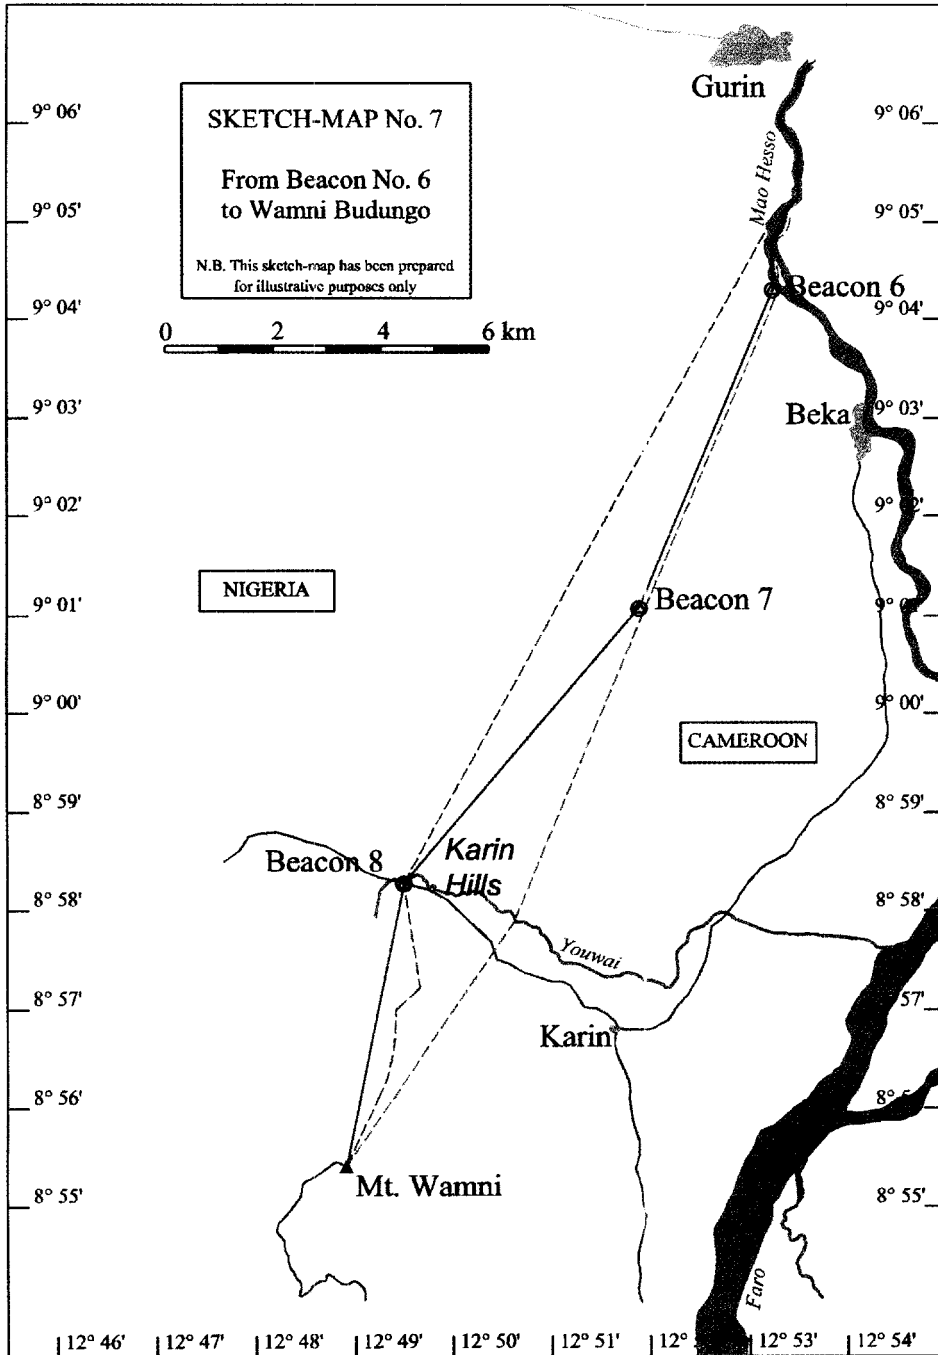 Gurin
9° 06'
9° 06'
SKETCH-MAP No. 7
From Beacon No. 6
to Wamni Budungo
N.B. This sketch-map has been prepared
for illustrative purposes only
Mao Hesso
9° 05'
9° 05'
Beacon 6
9° 04'
9° 04'
0 2 4 6 km
9° 03'
Beka
9° 03'
9° 02'
NIGERIA
Beacon 7
9° 01'
9° 00'
9° 00'
CAMEROON
8° 59'
8° 59'
Beacon 8
Karin
Hills
8° 58'
8° 58'
Youwai
8° 57'
57'
Karin
8° 56'
8°
Mt. Wamni
8° 55'
8° 55'
Faro
12° 46' 12° 47' 12° 48' 12° 49' 12° 50' 12° 51' 12° 12° 53' 12° 54'